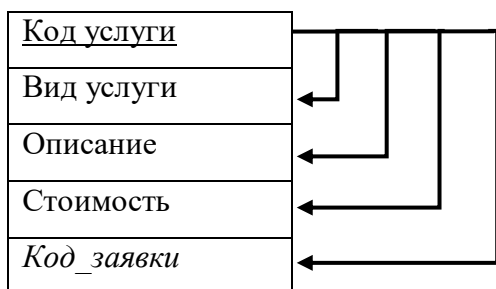 Код услуги
Вид услуги
Описание
Стоимость
Код_заявки